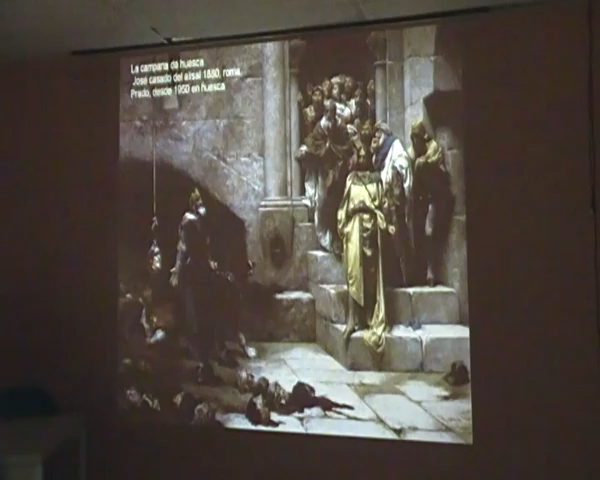 La campana de huesca
José casado del alisal 1880, roma.
Prado, desde 1950 en huesca